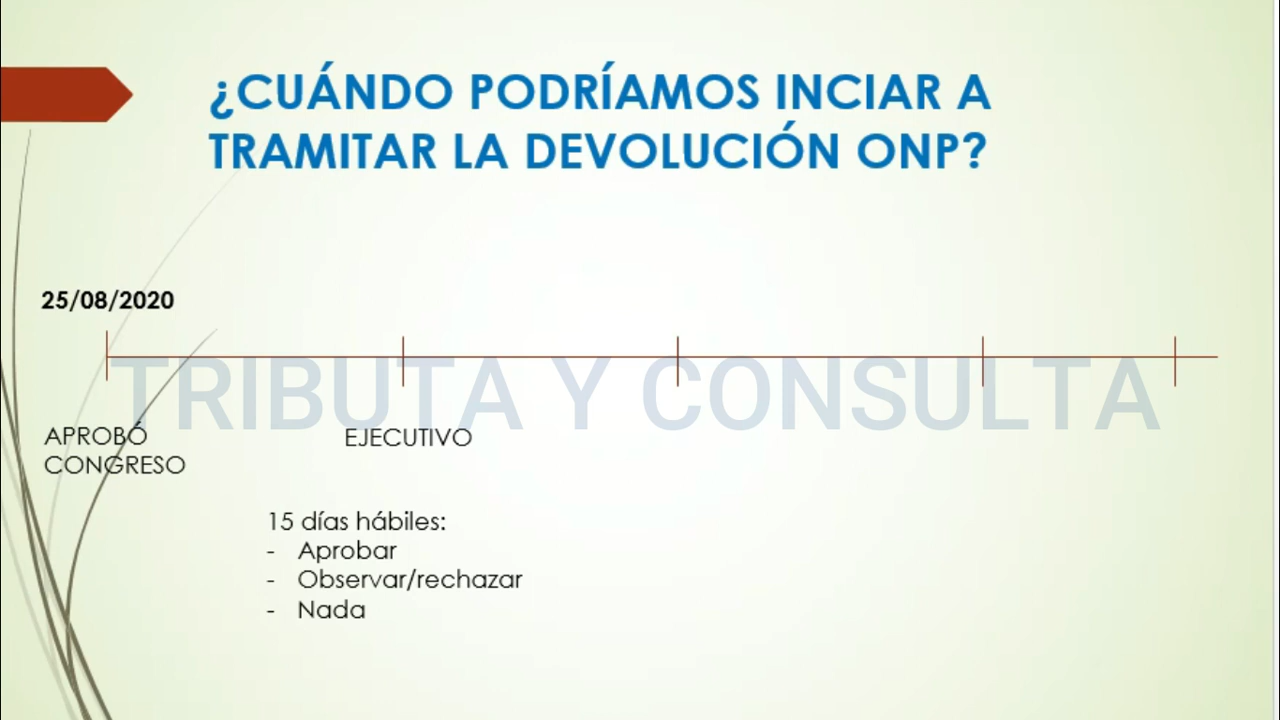 ¿CUÁNDO PODRÍAMOS INCIAR A
TRAMITAR LA DEVOLUCIÓN ONP?
25/08/2020
TRIBUTA Y CONSULTA
APROBÓ
CONGRESO
EJECUTIVO
15 días hábiles:
- Aprobar
- Observar/rechazar
- Nada